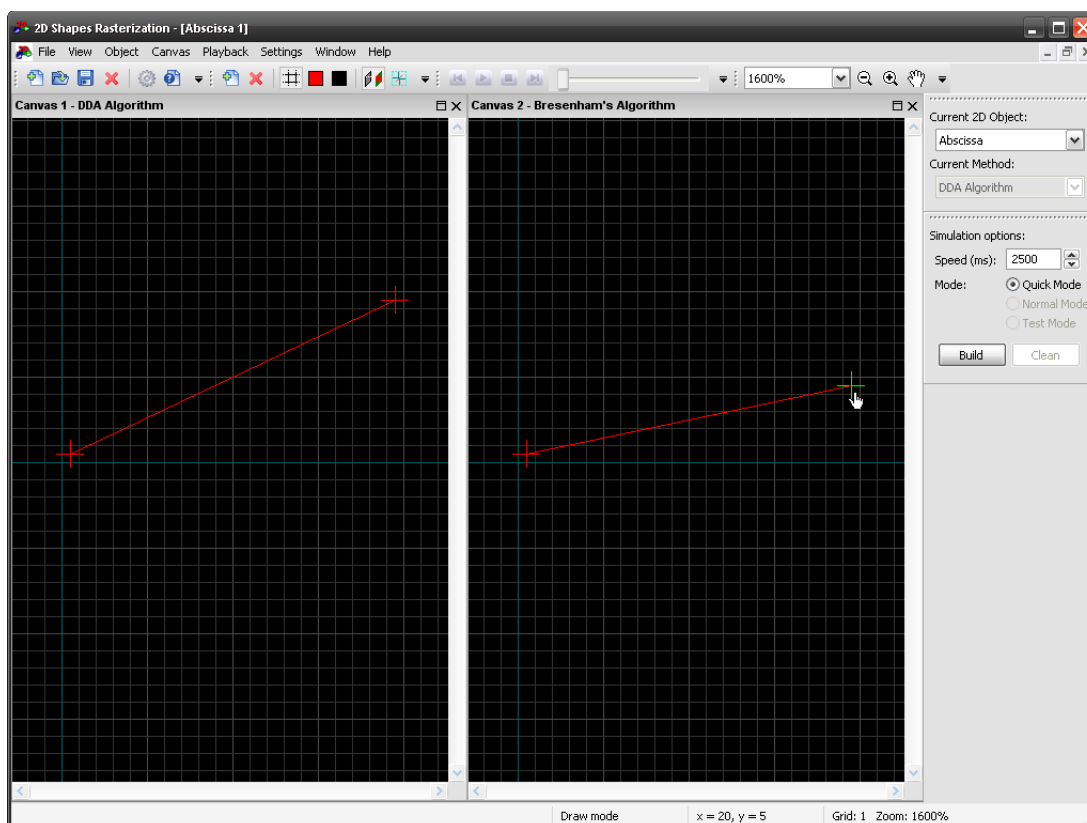 2D Shapes Rasterization - [Abscissa 1]
File View Object Canvas Playback Settings Window Help
1600%
Canvas 1 - DDA Algorithm
Canvas 2 - Bresenham's Algorithm
Current 2D Object:
Abscissa
Current Method:
DDA Algorithm
Simulation options:
Speed (ms): 2500
Mode: Quick Mode
Normal Mode
Test Mode
Build Clean
Draw mode x = 20, y = 5 Grid: 1 Zoom: 1600%